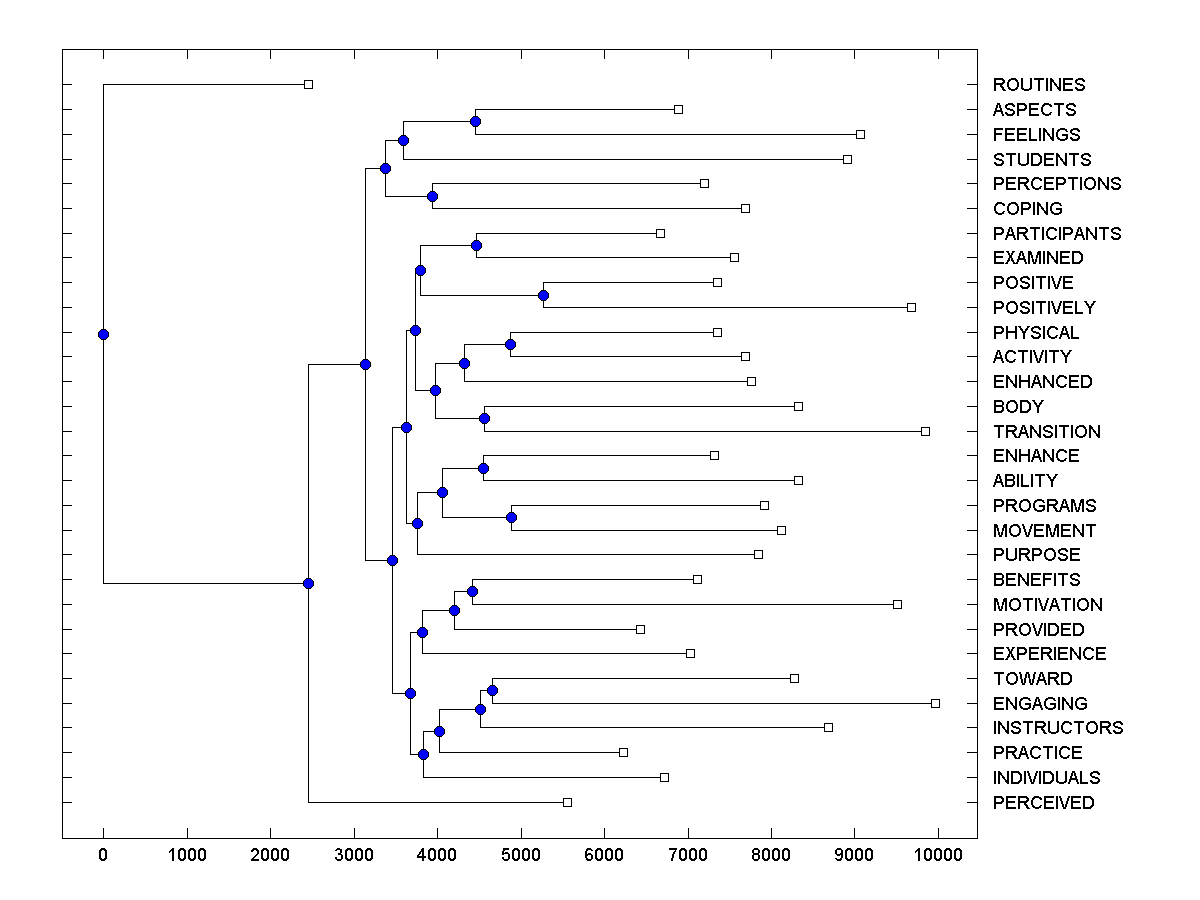 ROUTINES
ASPECTS
FEELINGS
STUDENTS
PERCEPTIONS
COPING
PARTICIPANTS
EXAMINED
POSITIVE
POSITIVELY
PHYSICAL
ACTIVITY
ENHANCED
BODY
TRANSITION
ENHANCE
ABILITY
PROGRAMS
MOVEMENT
PURPOSE
BENEFITS
MOTIVATION
PROVIDED
EXPERIENCE
TOWARD
ENGAGING
INSTRUCTORS
PRACTICE
INDIVIDUALS
PERCEIVED
0 1000 2000 3000 4000 5000 6000 7000 8000 9000 10000